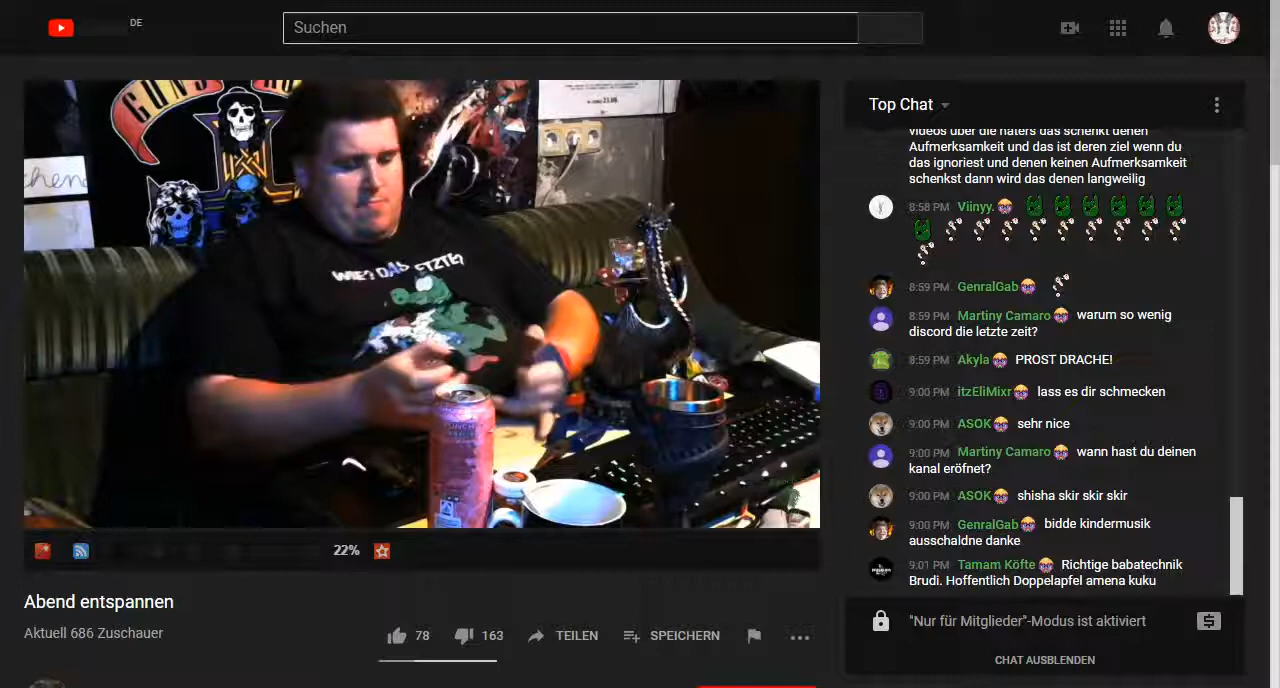 DE
Suchen
GUNS
chen
WIE? DAS ETZTE?
22%
Abend entspannen
Aktuell 686 Zuschauer
78
163
TEILEN
SPEICHERN
Top Chat
videos über die haters das schenkt denen
Aufmerksamkeit und das ist deren ziel wenn du
das ignoriest und denen keinen Aufmerksamkeit
schenkst dann wird das denen langweilig
8:58 PM Viinyy.
8:59 PM GenralGab
8:59 PM Martiny Camaro warum so wenig
discord die letzte zeit?
8:59 PM Akyla PROST DRACHE!
9:00 PM itzEliMixr lass es dir schmecken
9:00 PM ASOK sehr nice
9:00 PM Martiny Camaro wann hast du deinen
kanal eröfnet?
9:00 PM ASOK shisha skir skir skir
9:00 PM GenralGab bidde kindermusik
ausschaldne danke
9:01 PM Tamam Köfte Richtige babatechnik
Brudi. Hoffentlich Doppelapfel amena kuku
"Nur für Mitglieder"-Modus ist aktiviert
CHAT AUSBLENDEN